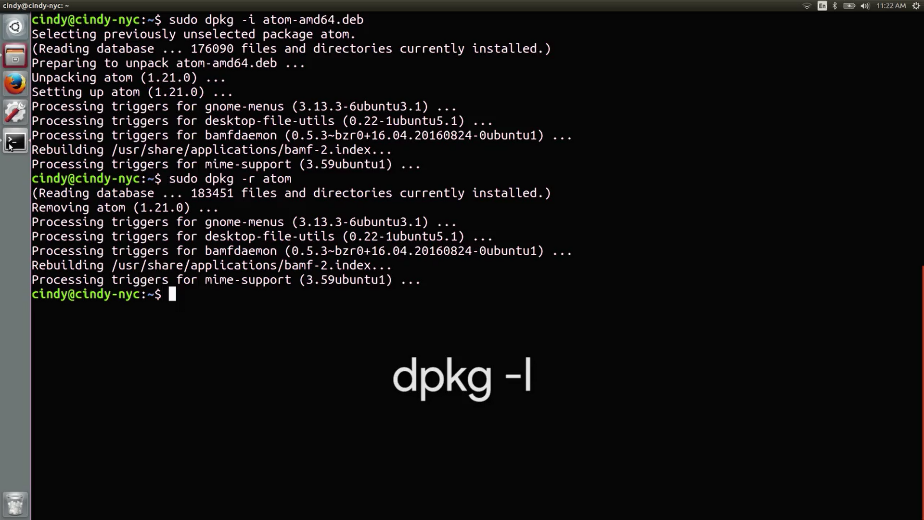 cindy@cindy-nyc: ~
En
11:22 AM
cindy@cindy-nyc:~$ sudo dpkg -i atom-amd64.deb
Selecting previously unselected package atom.
(Reading database ... 176090 files and directories currently installed.)
Preparing to unpack atom-amd64.deb ...
Unpacking atom (1.21.0) ...
Setting up atom (1.21.0) ...
Processing triggers for gnome-menus (3.13.3-6ubuntu3.1) ...
Processing triggers for desktop-file-utils (0.22-1ubuntu5.1) ...
Processing triggers for bamfdaemon (0.5.3~bzr0+16.04.20160824-0ubuntu1) ...
Rebuilding /usr/share/applications/bamf-2.index...
Processing triggers for mime-support (3.59ubuntu1) ...
cindy@cindy-nyc:~$ sudo dpkg -r atom
(Reading database ... 183451 files and directories currently installed.)
Removing atom (1.21.0) ...
Processing triggers for gnome-menus (3.13.3-6ubuntu3.1) ...
Processing triggers for desktop-file-utils (0.22-1ubuntu5.1) ...
Processing triggers for bamfdaemon (0.5.3~bzr0+16.04.20160824-0ubuntu1) ...
Rebuilding /usr/share/applications/bamf-2.index...
Processing triggers for mime-support (3.59ubuntu1) ...
cindy@cindy-nyc:~$
dpkg -l